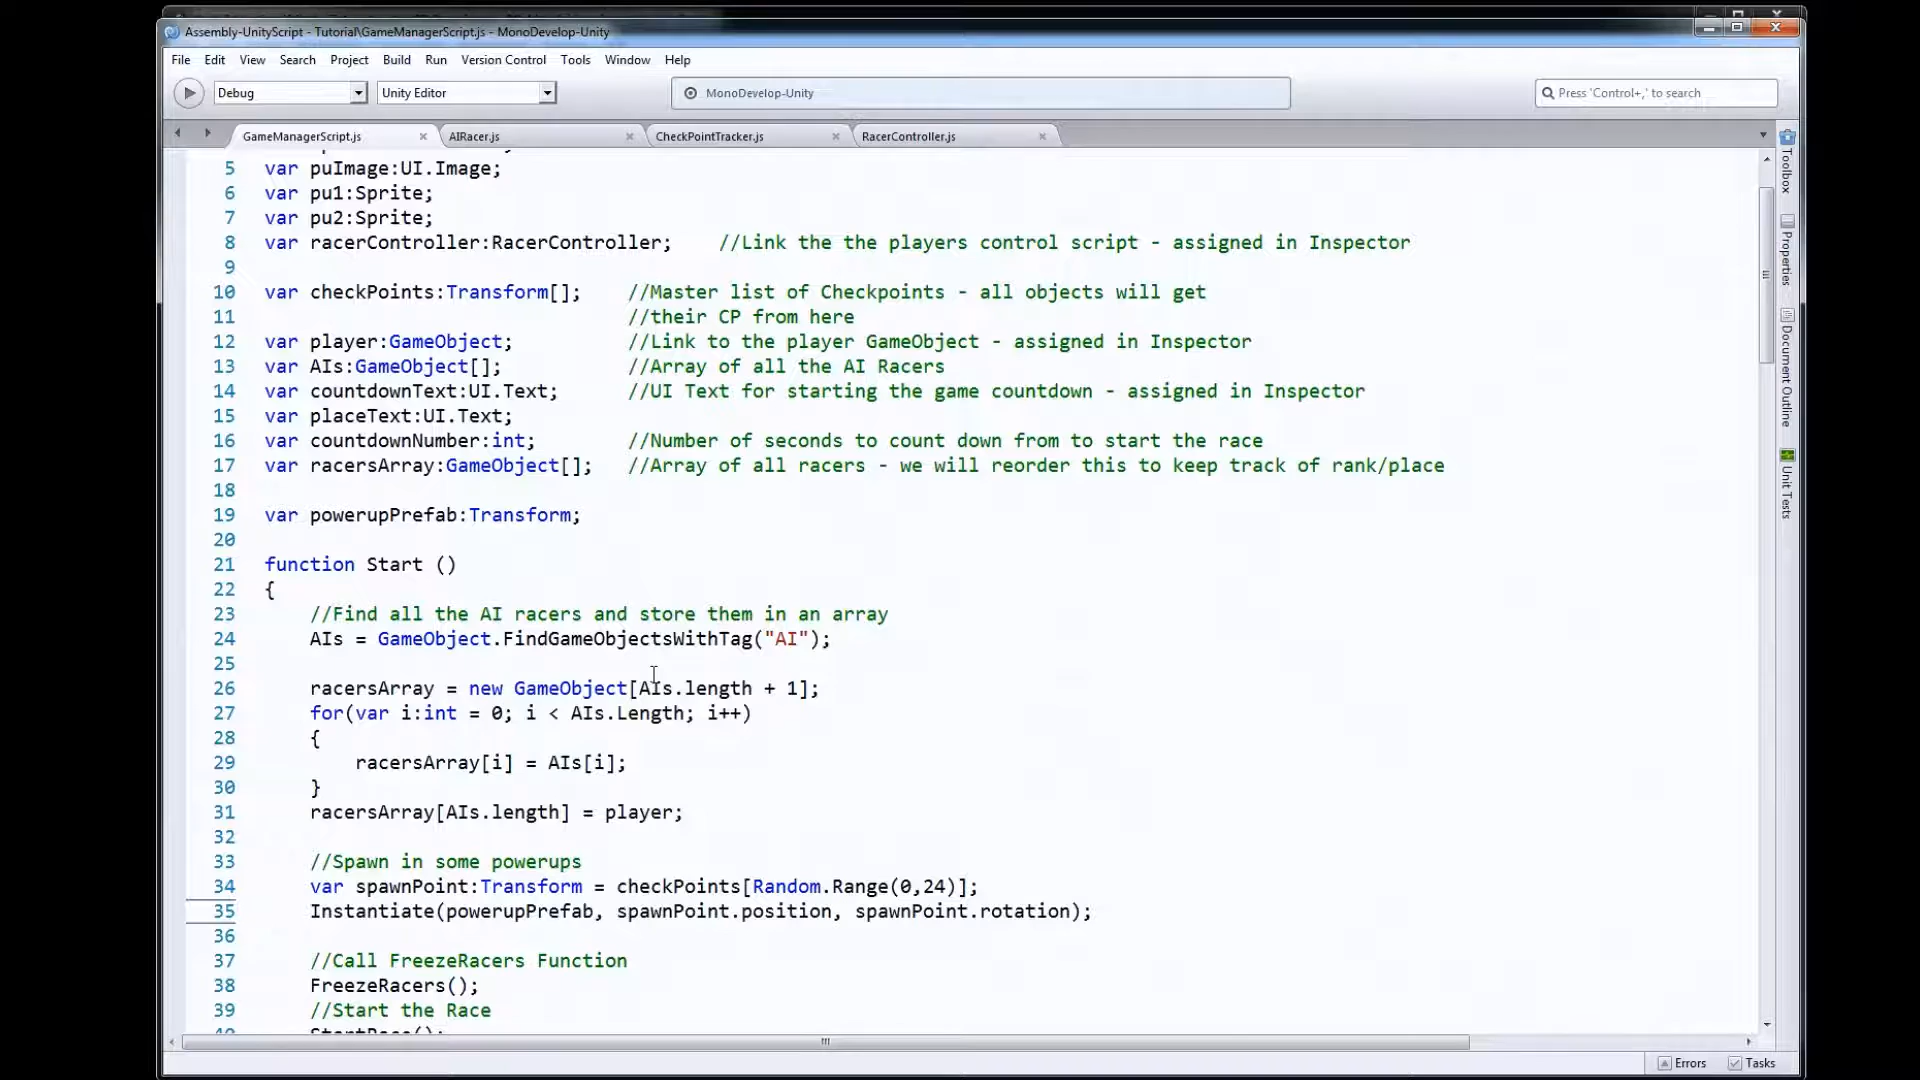 Assembly-UnityScript - Tutorial\GameManagerScript.js - MonoDevelop-Unity
File Edit View Search Project Build Run Version Control Tools Window Help
Debug Unity Editor MonoDevelop-Unity Press 'Control+,' to search
GameManagerScript.js AIRacer.js CheckPointTracker.js RacerController.js
5 var puImage:UI.Image;
6 var pu1:Sprite;
7 var pu2:Sprite;
8 var racerController:RacerController; //Link the the players control script - assigned in Inspector
9
10 var checkPoints:Transform[]; //Master list of Checkpoints - all objects will get
11 //their CP from here
12 var player:GameObject; //Link to the player GameObject - assigned in Inspector
13 var AIs:GameObject[]; //Array of all the AI Racers
14 var countdownText:UI.Text; //UI Text for starting the game countdown - assigned in Inspector
15 var placeText:UI.Text;
16 var countdownNumber:int; //Number of seconds to count down from to start the race
17 var racersArray:GameObject[]; //Array of all racers - we will reorder this to keep track of rank/place
18
19 var powerupPrefab:Transform;
20
21 function Start ()
22 {
23 //Find all the AI racers and store them in an array
24 AIs = GameObject.FindGameObjectsWithTag("AI");
25
26 racersArray = new GameObject[AIs.length + 1];
27 for(var i:int = 0; i < AIs.Length; i++)
28 {
29 racersArray[i] = AIs[i];
30 }
31 racersArray[AIs.length] = player;
32
33 //Spawn in some powerups
34 var spawnPoint:Transform = checkPoints[Random.Range(0,24)];
35 Instantiate(powerupPrefab, spawnPoint.position, spawnPoint.rotation);
36
37 //Call FreezeRacers Function
38 FreezeRacers();
39 //Start the Race
40 StartRace();
Toolbox
Properties
Document Outline
Unit Tests
Errors Tasks